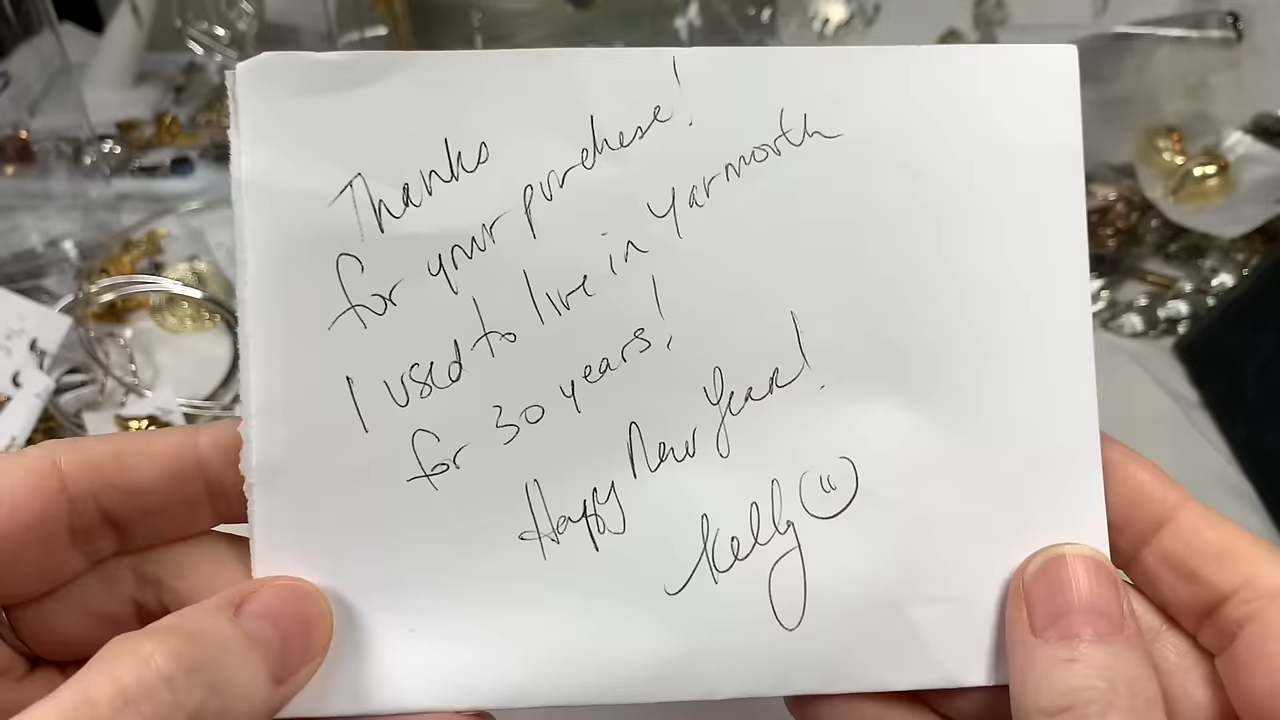 Thanks
for your purchase!
I used to live in Yarmouth
for 30 years!
Happy New Year!
Kelly